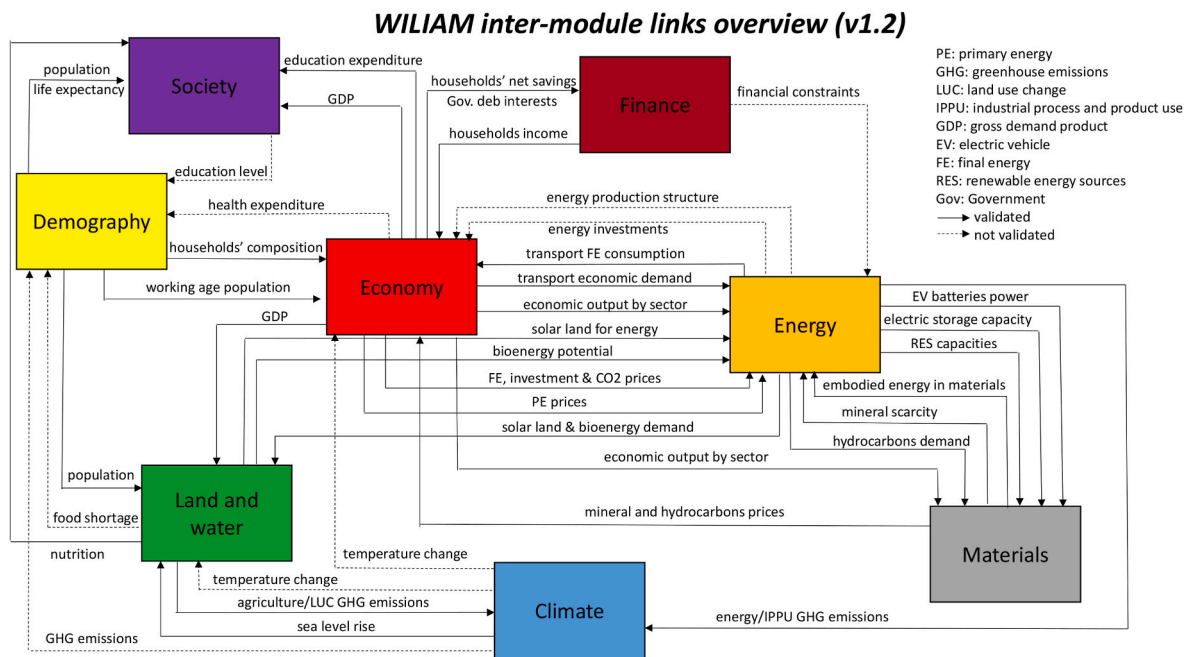 WILIAM inter-module links overview (v1.2)
PE: primary energy
GHG: greenhouse emissions
LUC: land use change
IPPU: industrial process and product use
GDP: gross demand product
EV: electric vehicle
FE: final energy
RES: renewable energy sources
Gov: Government
validated
not validated
population
life expectancy
Society
education expenditure
GDP
households' net savings
Gov. deb interests
households income
Finance
financial constraints
education level
health expenditure
Demography
households' composition
working age population
energy production structure
energy investments
transport FE consumption
Economy
transport economic demand
economic output by sector
GDP
solar land for energy
bioenergy potential
FE, investment & CO2 prices
PE prices
solar land & bioenergy demand
economic output by sector
Energy
EV batteries power
electric storage capacity
RES capacities
embodied energy in materials
mineral scarcity
hydrocarbons demand
population
Land and
water
food shortage
nutrition
mineral and hydrocarbons prices
Materials
temperature change
temperature change
agriculture/LUC GHG emissions
sea level rise
GHG emissions
Climate
energy/IPPU GHG emissions